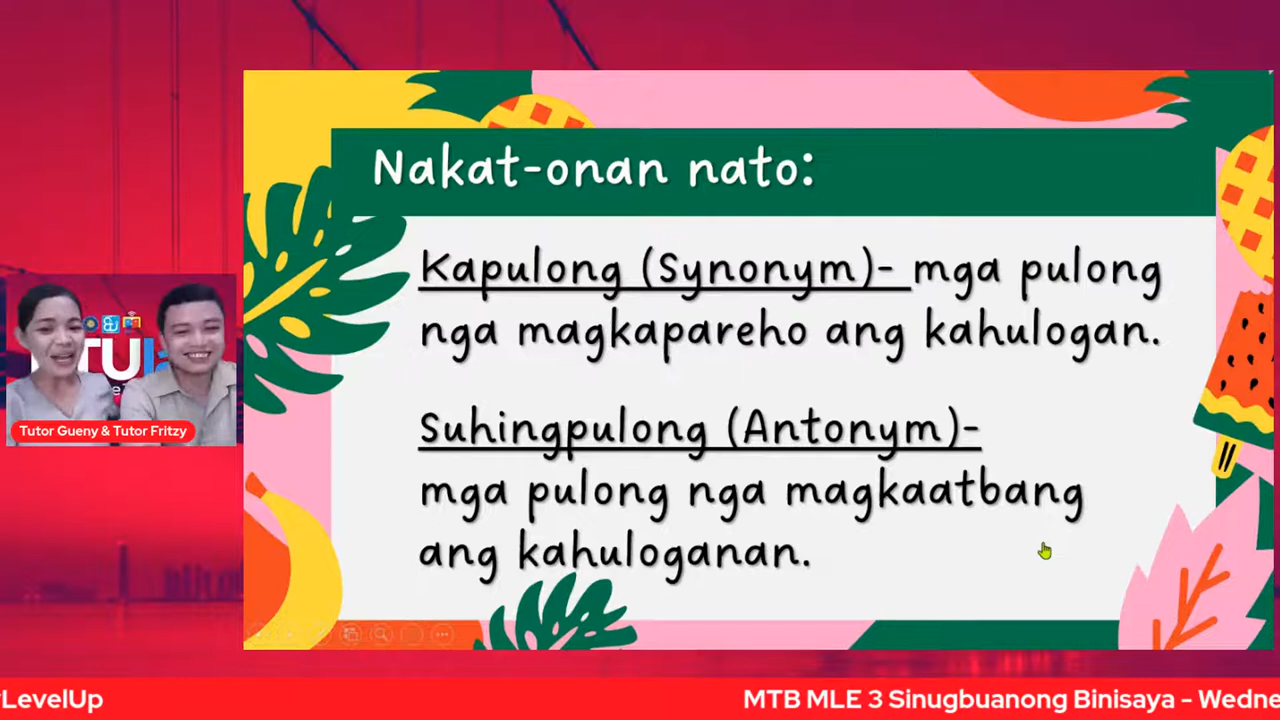 Nakat-onan nato:
Kapulong (Synonym)- mga pulong
nga magkapareho ang kahulogan.
Suhingpulong (Antonym)-
mga pulong nga magkaatbang
ang kahuloganan.
TU
Tutor Gueny & Tutor Fritzy
LevelUp
MTB MLE 3 Sinugbuanong Binisaya - Wedne